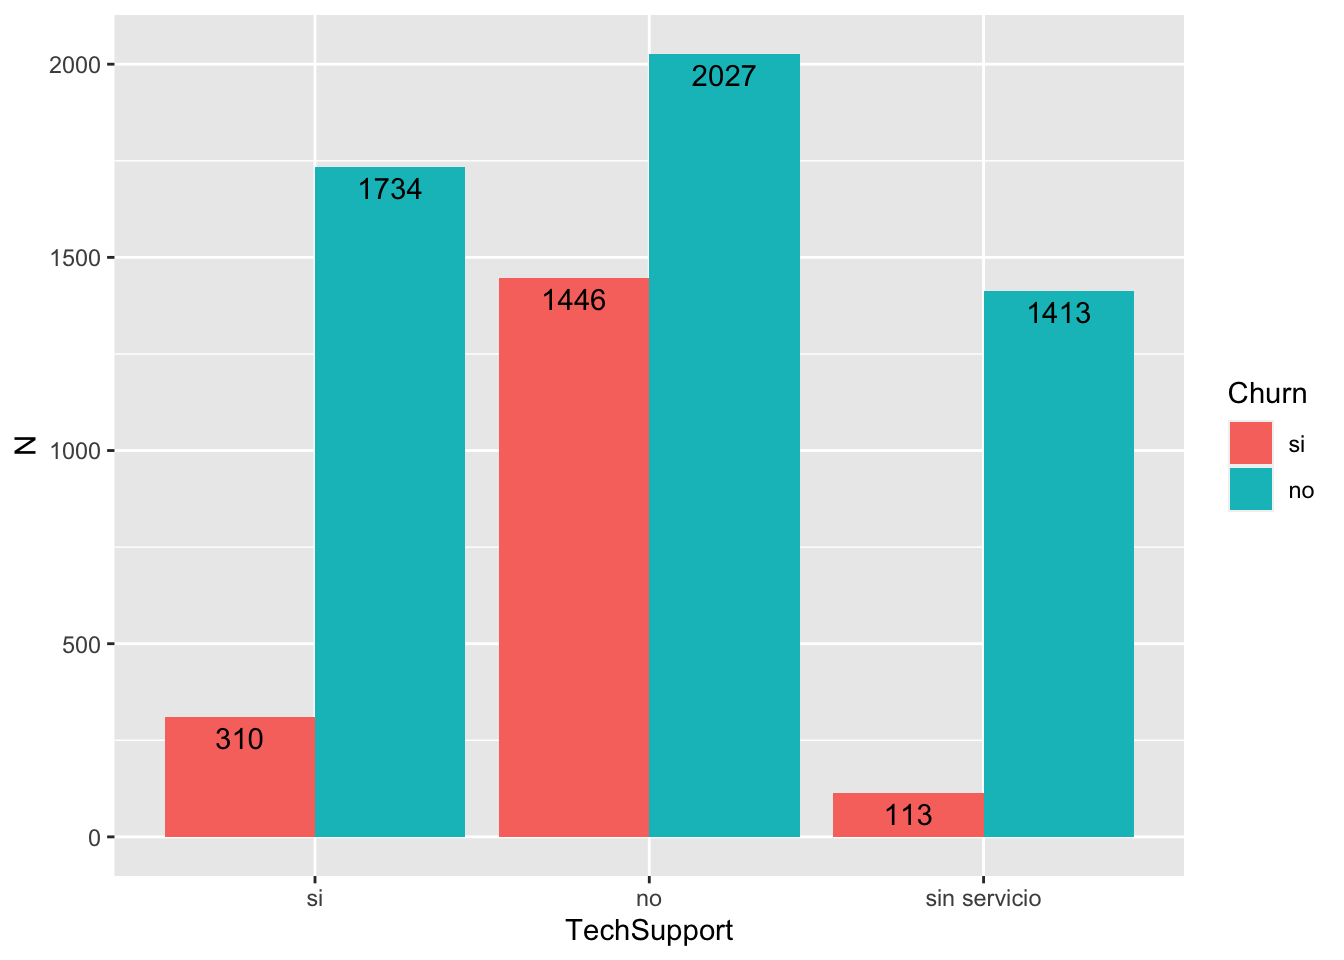 2000
1500
1000
500
0
N
2027
1734
1446
1413
310
113
si
no
sin servicio
TechSupport
Churn
si
no